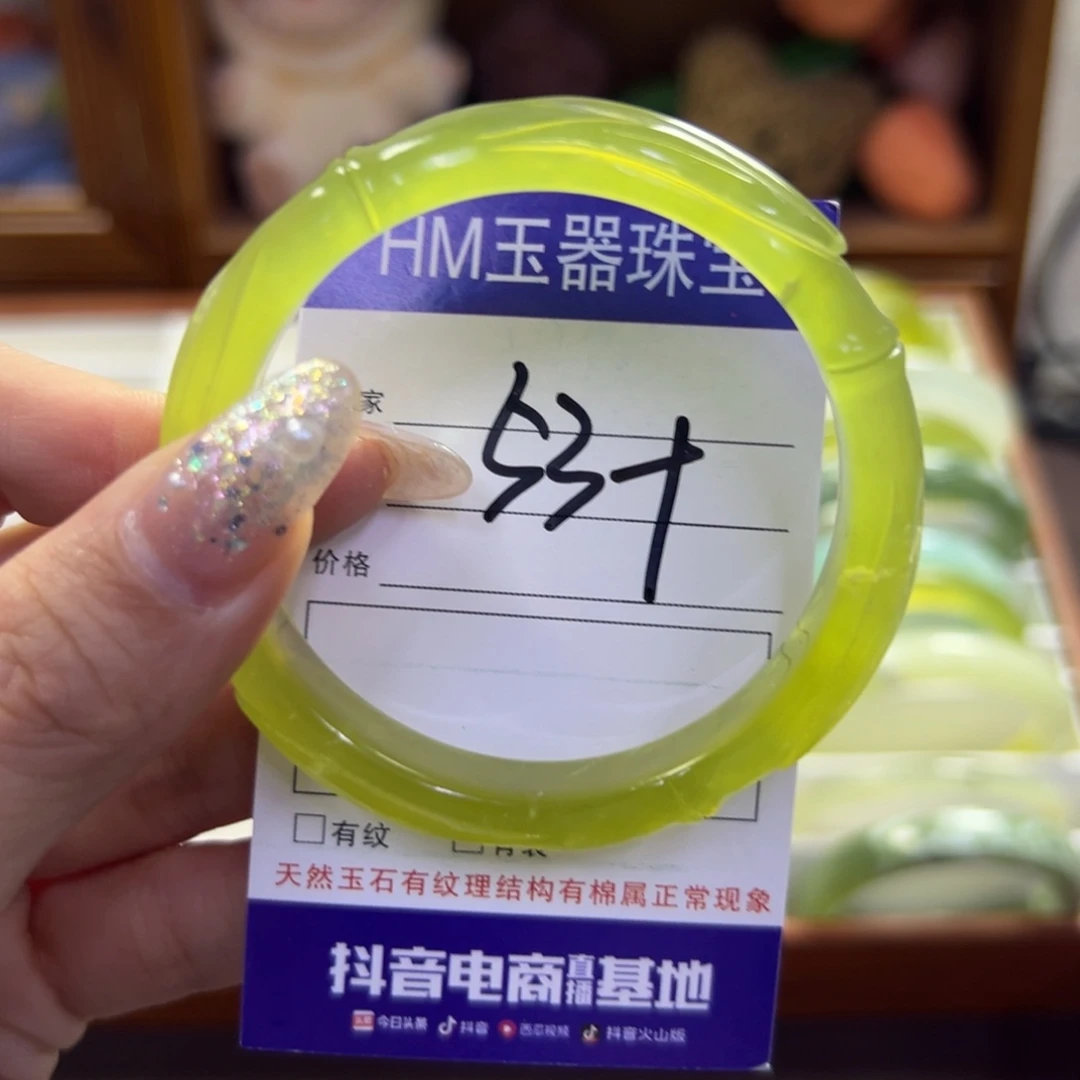 HM玉器珠宝
家
53+
价格
有纹
天然玉石有纹理结构有棉属正常现象
抖音电商直播基地
头条 今日头条 抖音 西瓜视频 抖音火山版